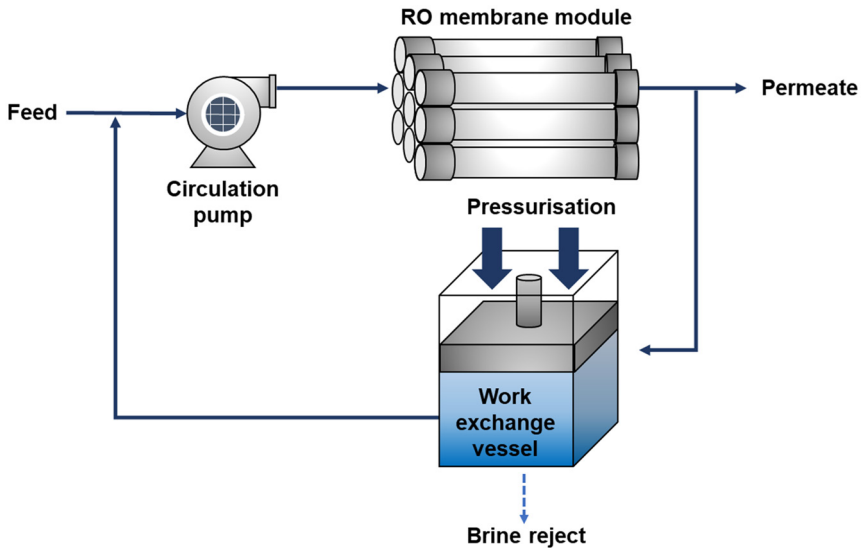 RO membrane module
Feed
Permeate
Circulation
pump
Pressurisation
Work
exchange
vessel
Brine reject